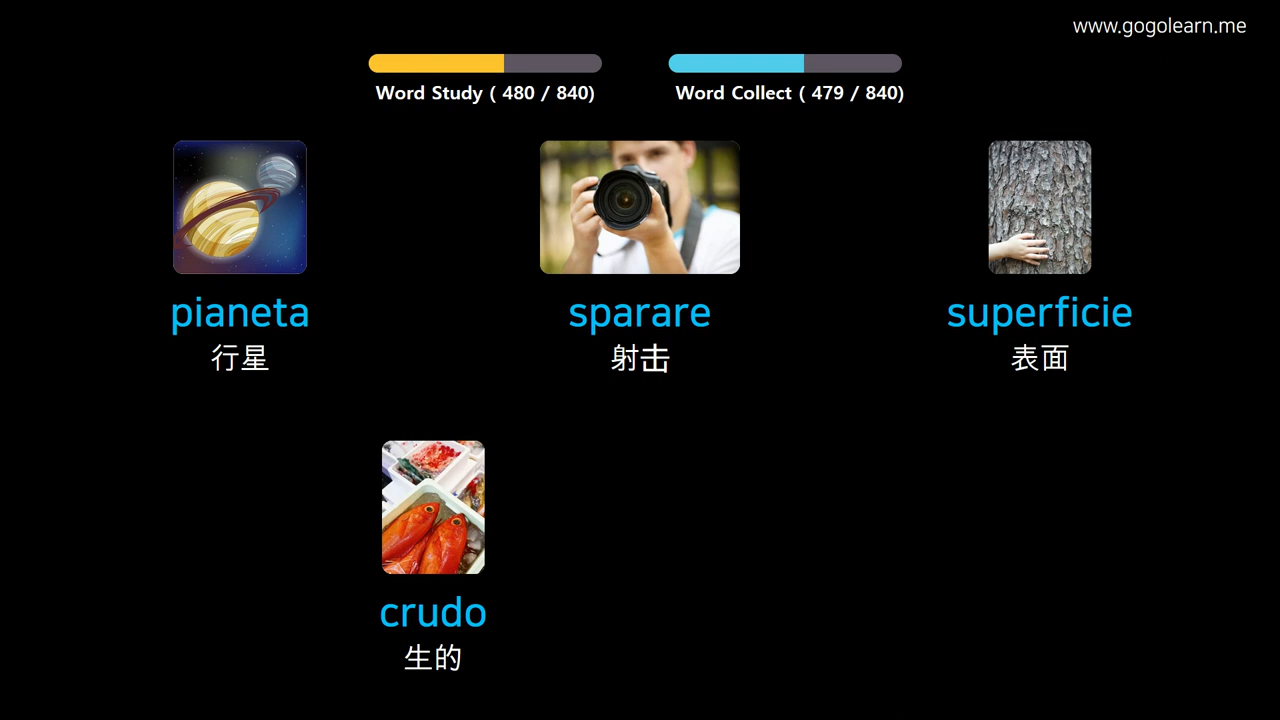 www.gogolearn.me
Word Study ( 480 / 840)
Word Collect ( 479 / 840)
pianeta
行星
sparare
射击
superficie
表面
crudo
生的